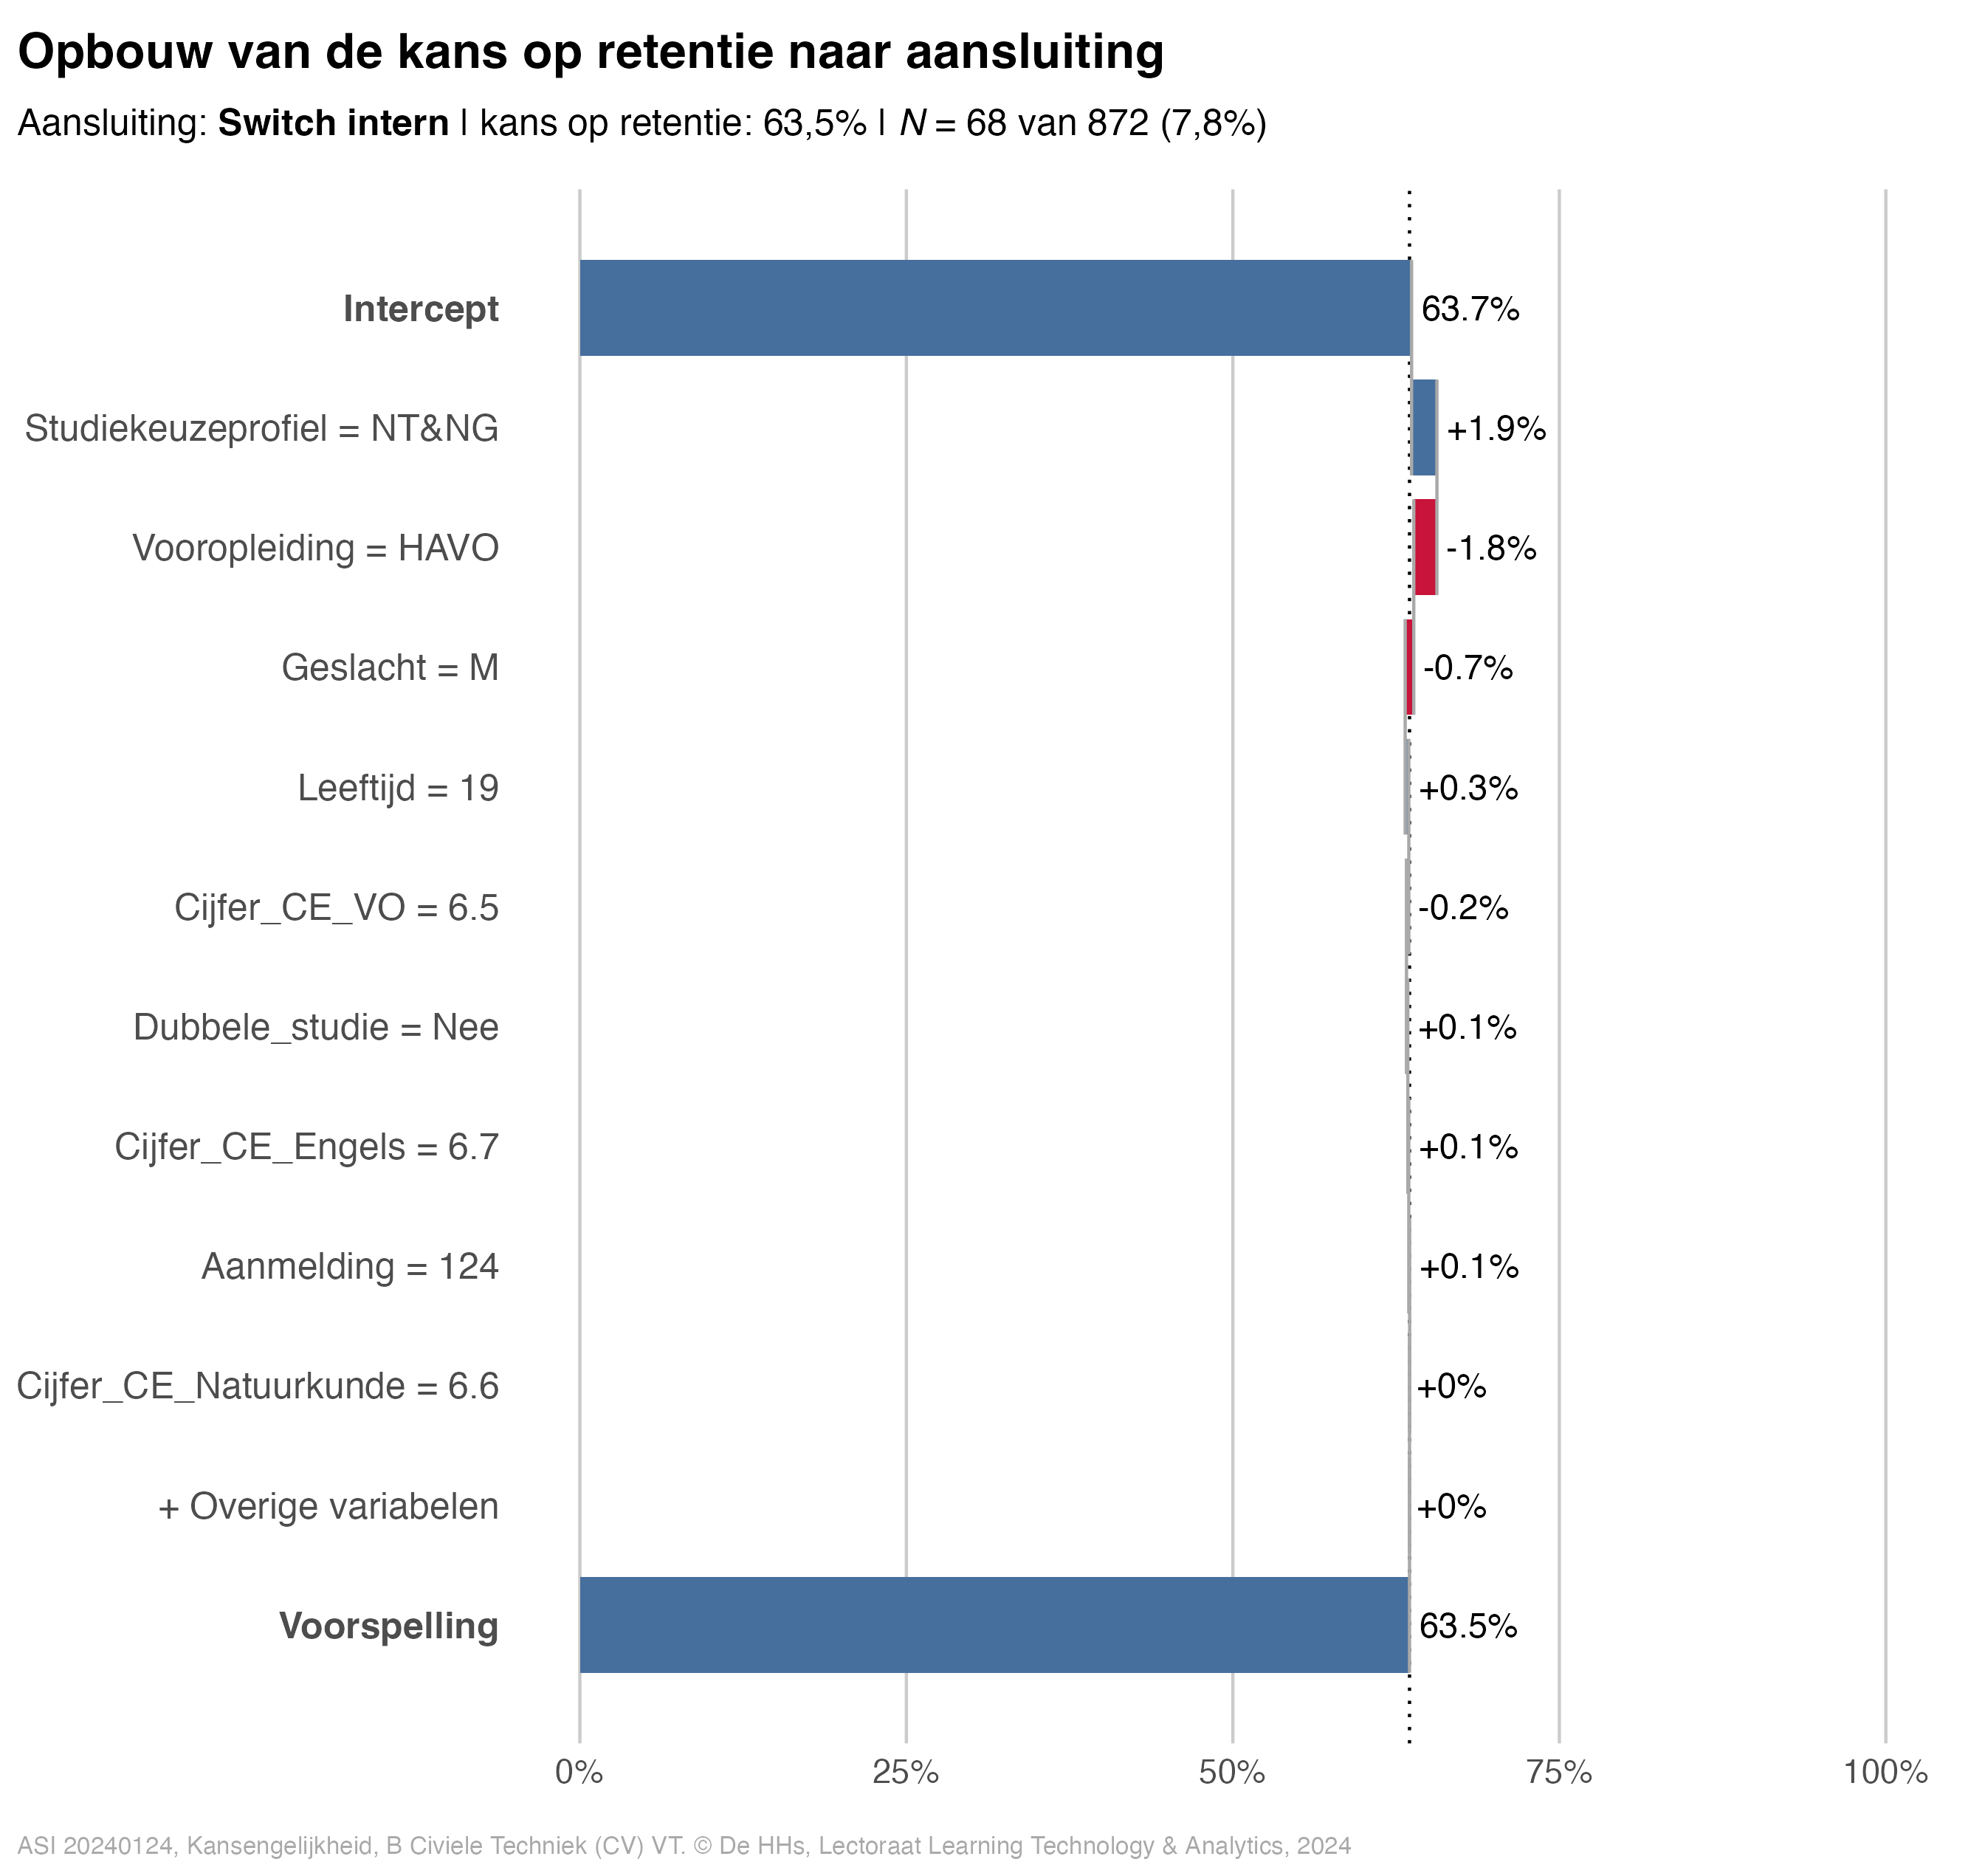 Opbouw van de kans op retentie naar aansluiting
Aansluiting: Switch intern | kans op retentie: 63,5% | N = 68 van 872 (7,8%)
Intercept 63.7%
Studiekeuzeprofiel = NT&NG +1.9%
Vooropleiding = HAVO -1.8%
Geslacht = M -0.7%
Leeftijd = 19 +0.3%
Cijfer_CE_VO = 6.5 -0.2%
Dubbele_studie = Nee +0.1%
Cijfer_CE_Engels = 6.7 +0.1%
Aanmelding = 124 +0.1%
Cijfer_CE_Natuurkunde = 6.6 +0%
+ Overige variabelen +0%
Voorspelling 63.5%
0% 25% 50% 75% 100%
ASI 20240124, Kansengelijkheid, B Civiele Techniek (CV) VT. © De HHs, Lectoraat Learning Technology & Analytics, 2024